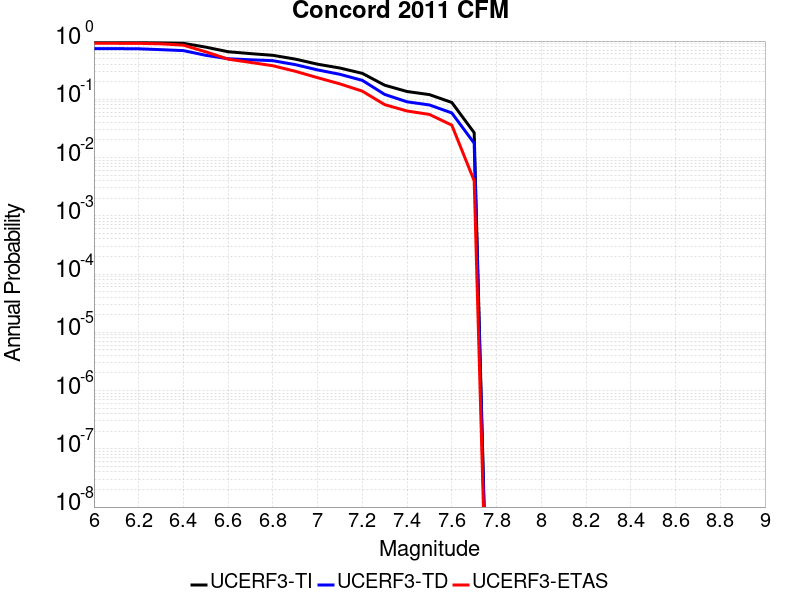 Concord 2011 CFM
10^0
10^-1
10^-2
10^-3
10^-4
10^-5
10^-6
10^-7
10^-8
Annual Probability
6 6.2 6.4 6.6 6.8 7 7.2 7.4 7.6 7.8 8 8.2 8.4 8.6 8.8 9
Magnitude
UCERF3-TI UCERF3-TD UCERF3-ETAS